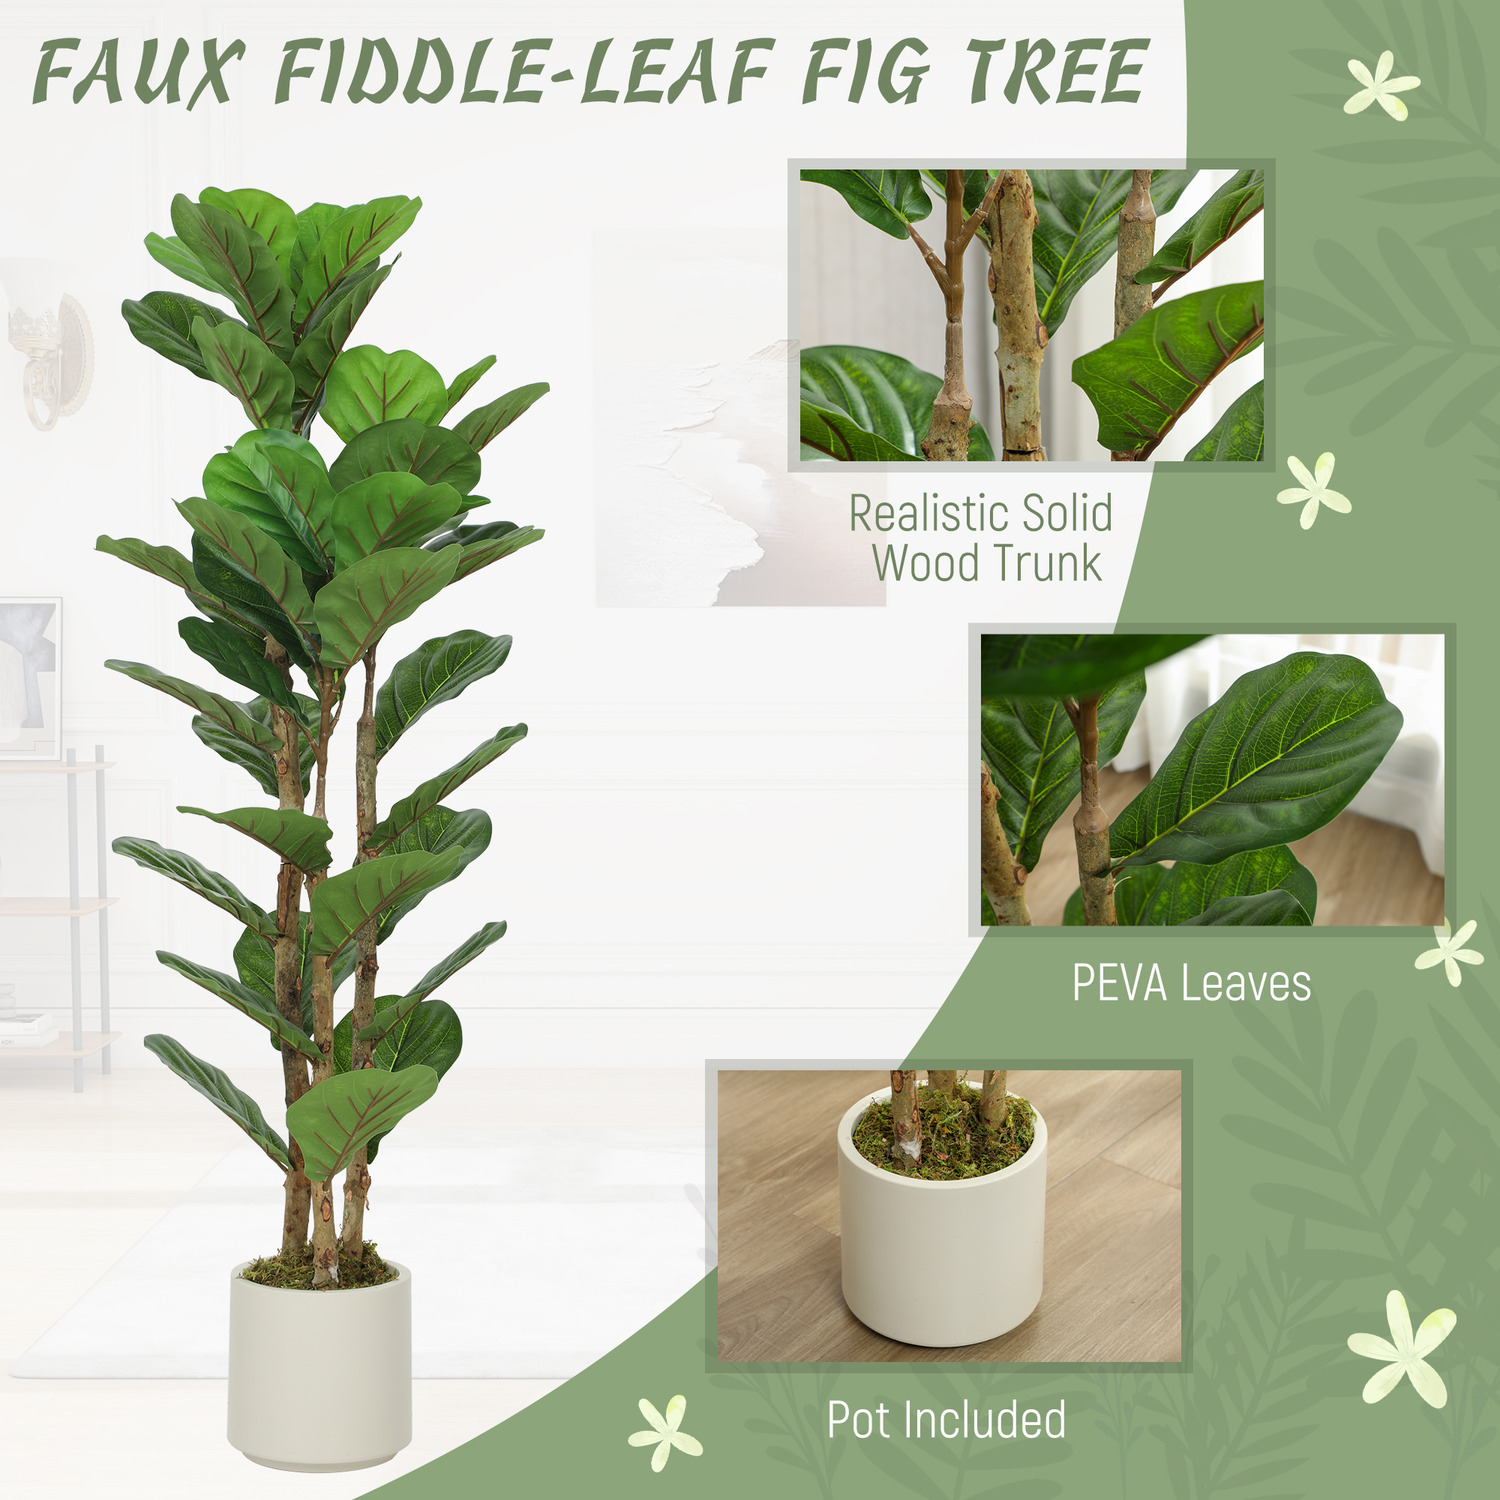 FAUX FIDDLE-LEAF FIG TREE
Realistic Solid
Wood Trunk
PEVA Leaves
Pot Included